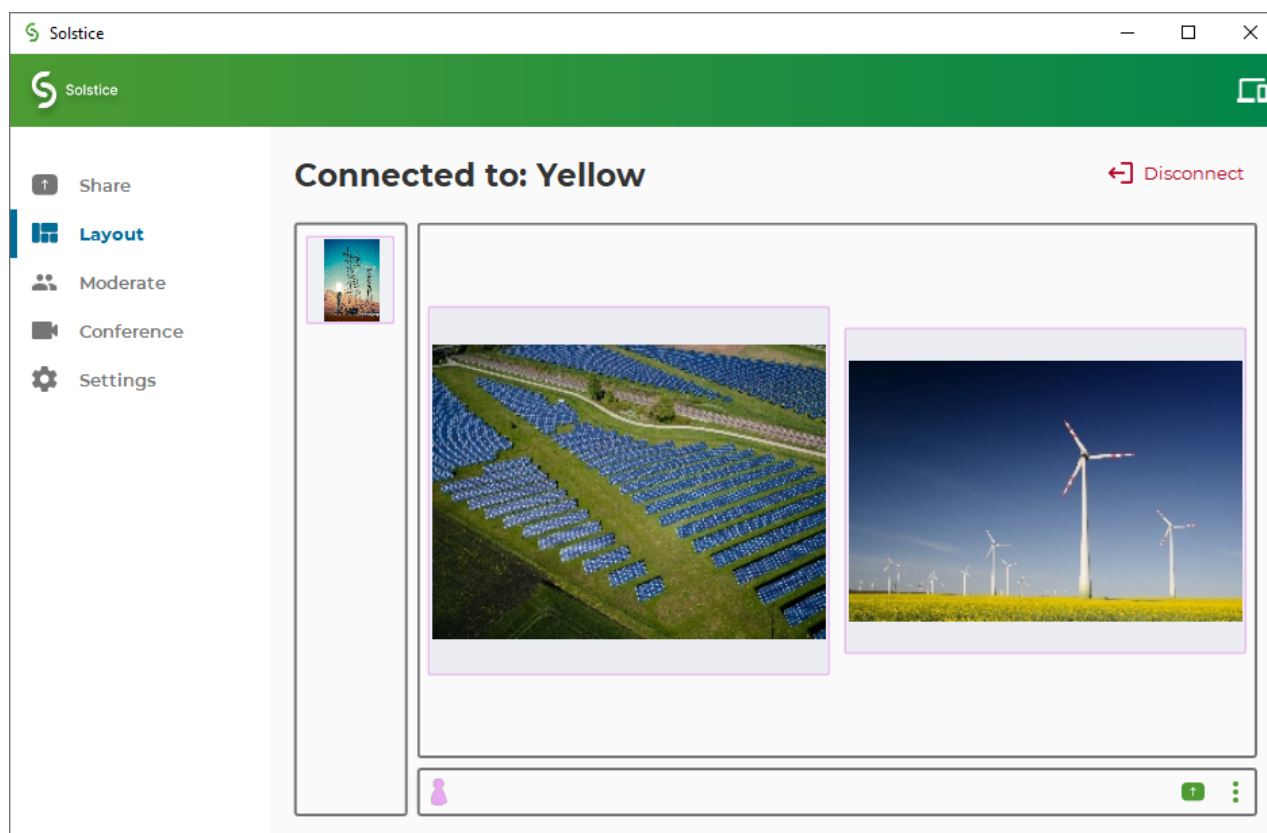 Solstice
Solstice
Share
Layout
Moderate
Conference
Settings
Connected to: Yellow
Disconnect